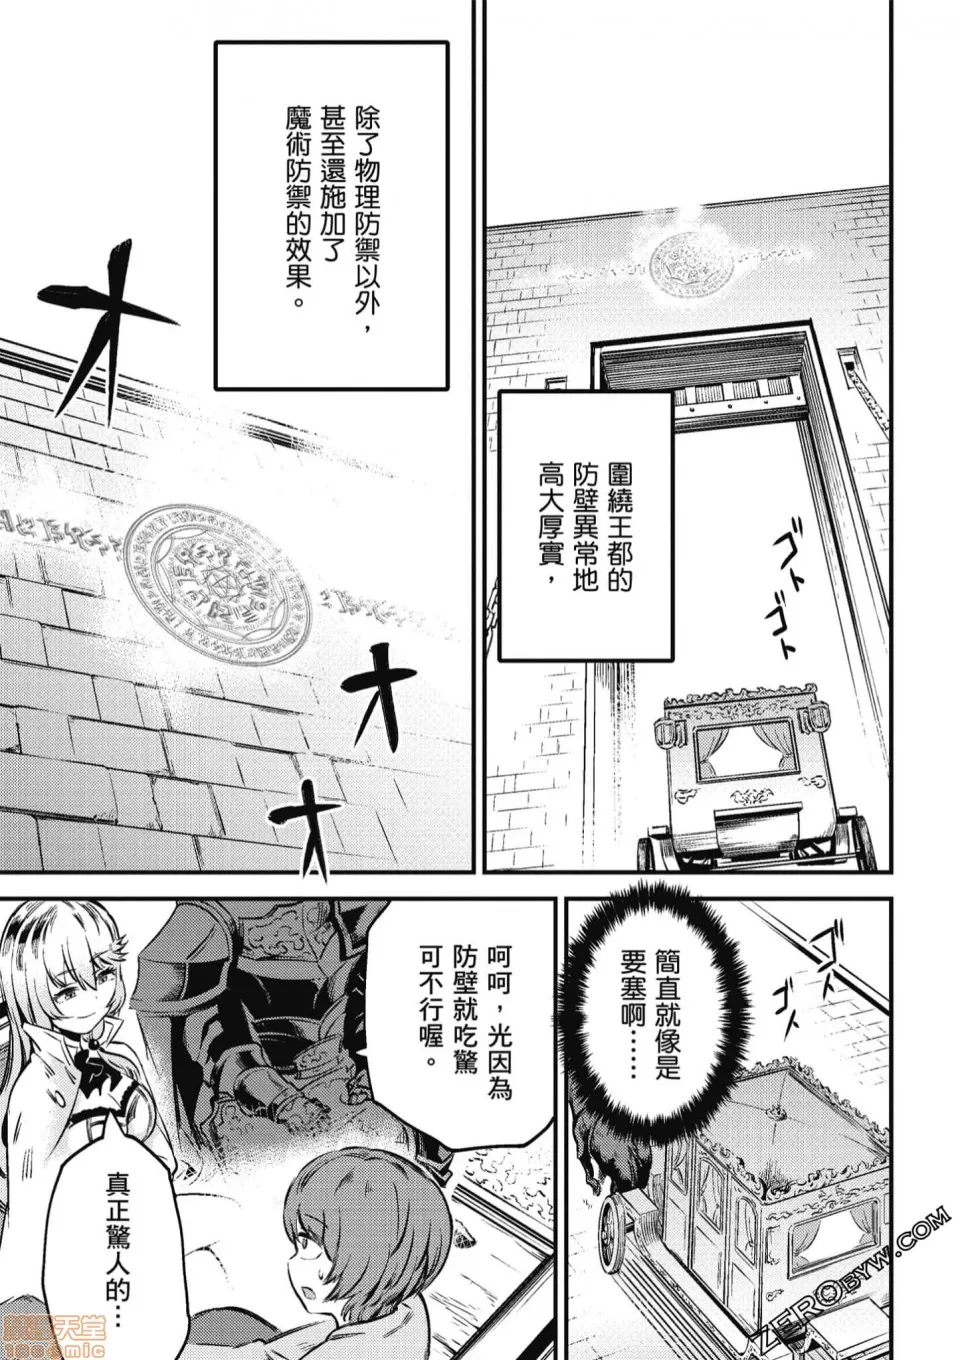 圍繞王都的
防壁異常地
高大厚實，
ゴトゴト
除了物理防禦以外，
甚至還施加了
魔術防禦的效果。
オ
オ
オ
簡直就像是
要塞啊……
ゴトゴト
呵呵，光因為
防壁就吃驚
可不行喔。
真正驚人的…
ZEROBYW.COM